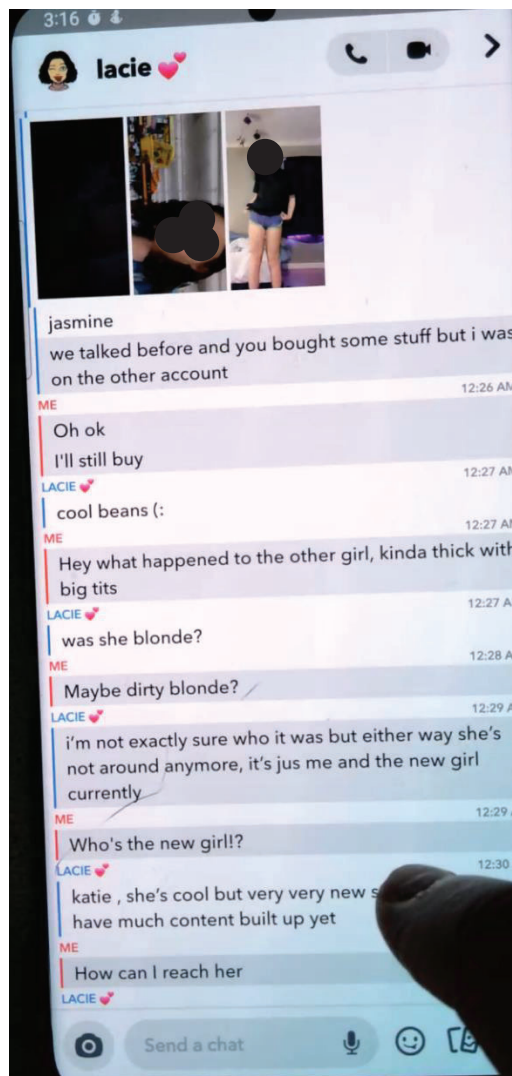 3:16
lacie
jasmine
we talked before and you bought some stuff but i was
on the other account
12:26 AM
ME
Oh ok
I'll still buy
12:27 AM
LACIE
cool beans (:
12:27 AM
ME
Hey what happened to the other girl, kinda thick with
big tits
12:27 A
LACIE
was she blonde?
12:28 A
ME
Maybe dirty blonde?
12:29 A
LACIE
i'm not exactly sure who it was but either way she's
not around anymore, it's jus me and the new girl
currently
12:29
ME
Who's the new girl!?
12:30
LACIE
katie , she's cool but very very new s
have much content built up yet
ME
How can I reach her
LACIE
Send a chat